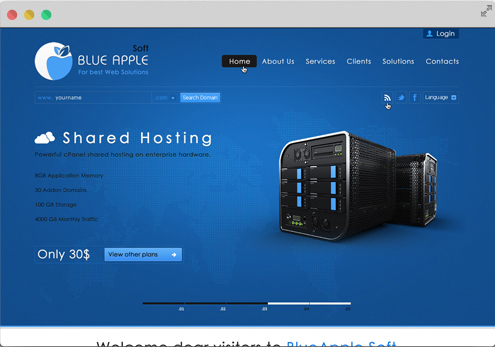 Login
Soft
BLUE APPLE
For best Web Solutions
Home About Us Services Clients Solutions Contacts
www. yourname .com Search Domain
Language
Shared Hosting
Powerful cPanel shared hosting on enterprise hardware.
8GB Application Memory
30 Addon Domains
100 GB Storage
4000 GB Monthly Traffic
Only 30$ View other plans
.01 .02 .03
Welcome dear visitors to BlueApple Soft